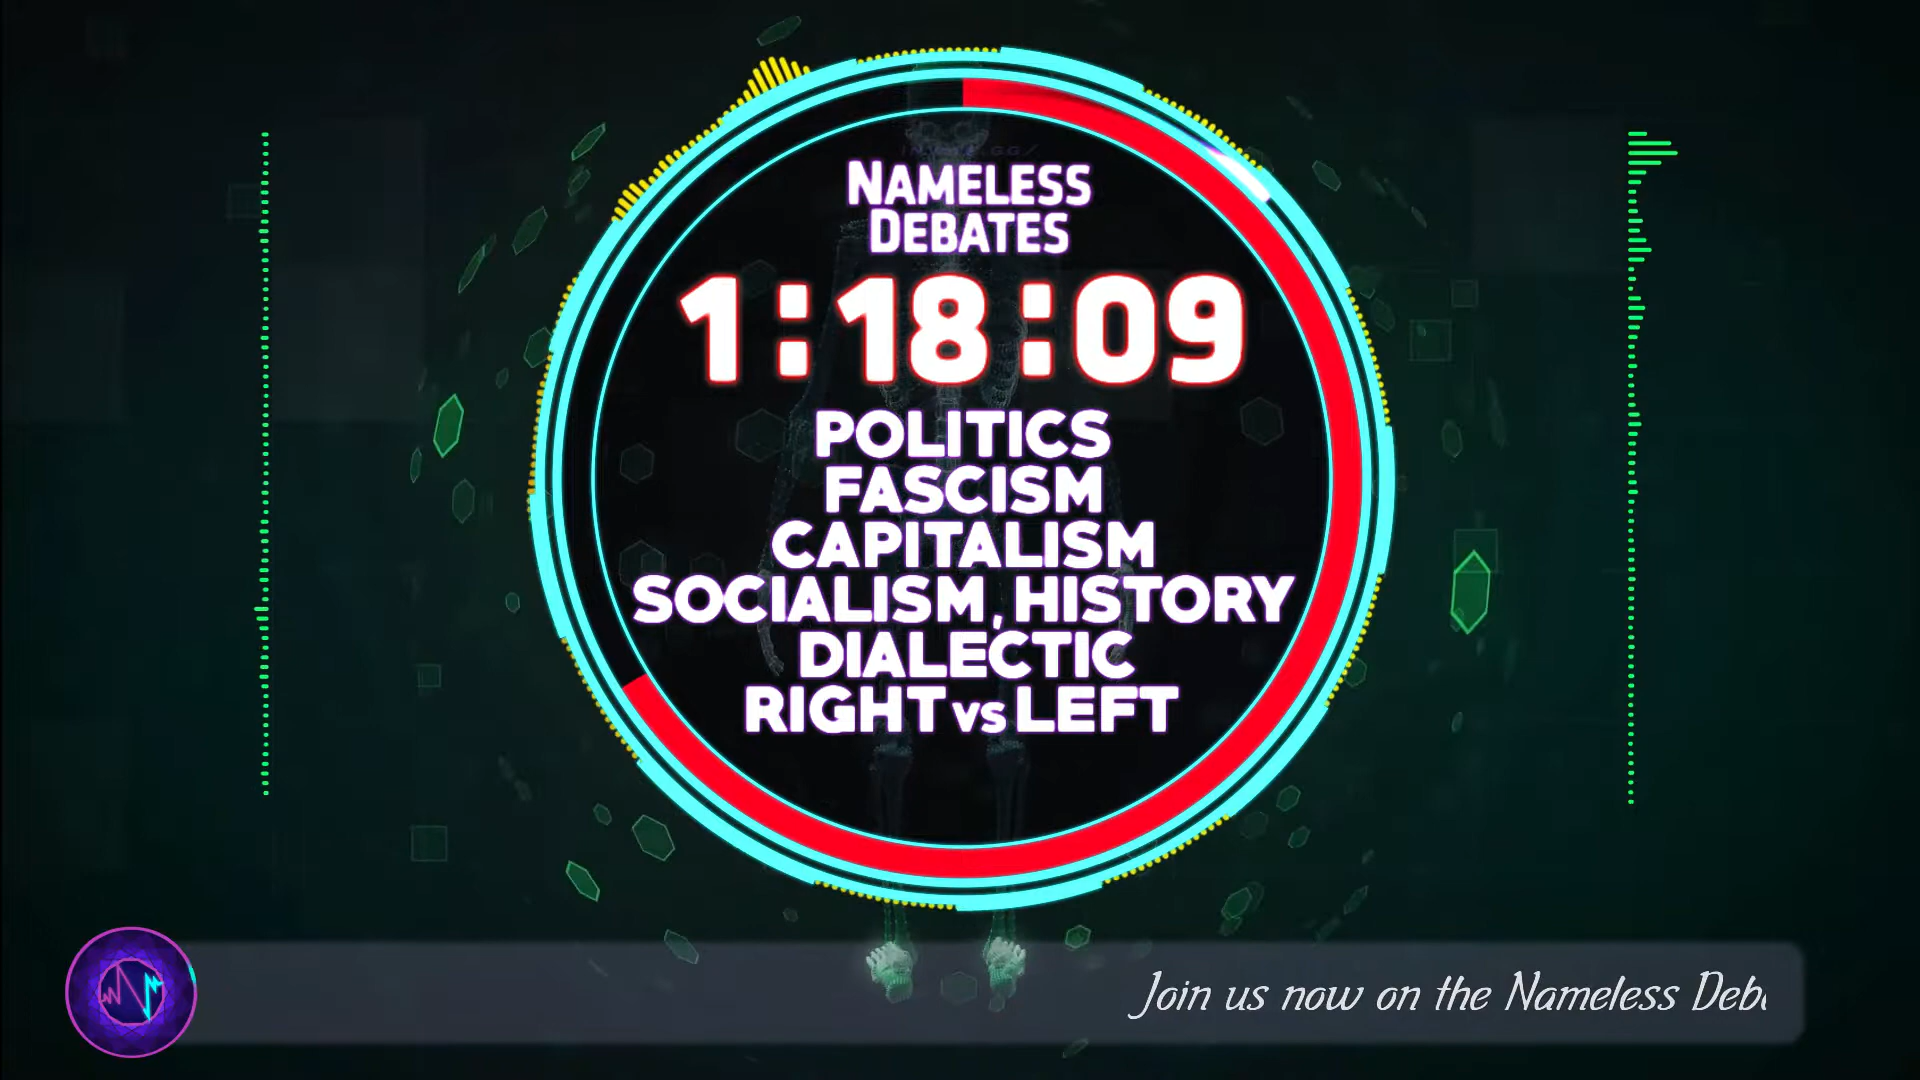 NAMELESS
DEBATES
1:18:09
POLITICS
FASCISM
CAPITALISM
SOCIALISM, HISTORY
DIALECTIC
RIGHT vs LEFT
Join us now on the Nameless